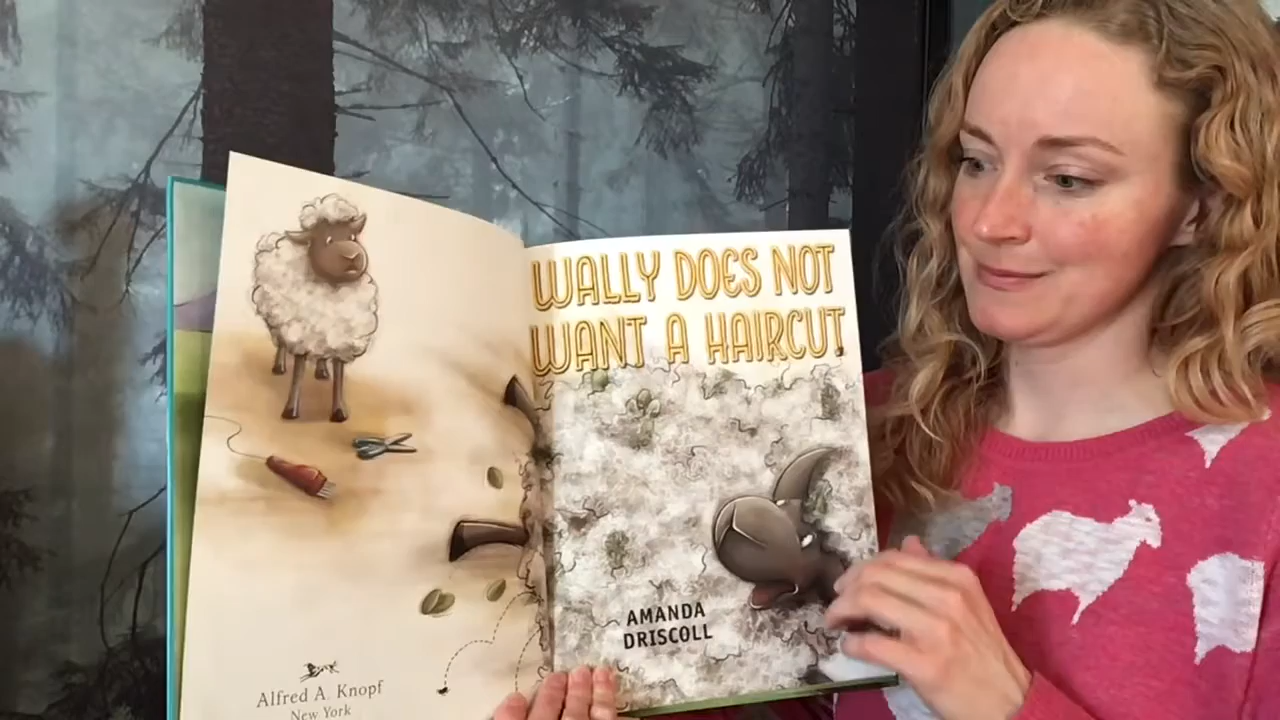 WALLY DOES NOT
WANT A HAIRCUT
AMANDA
DRISCOLL
Alfred A. Knopf
New York